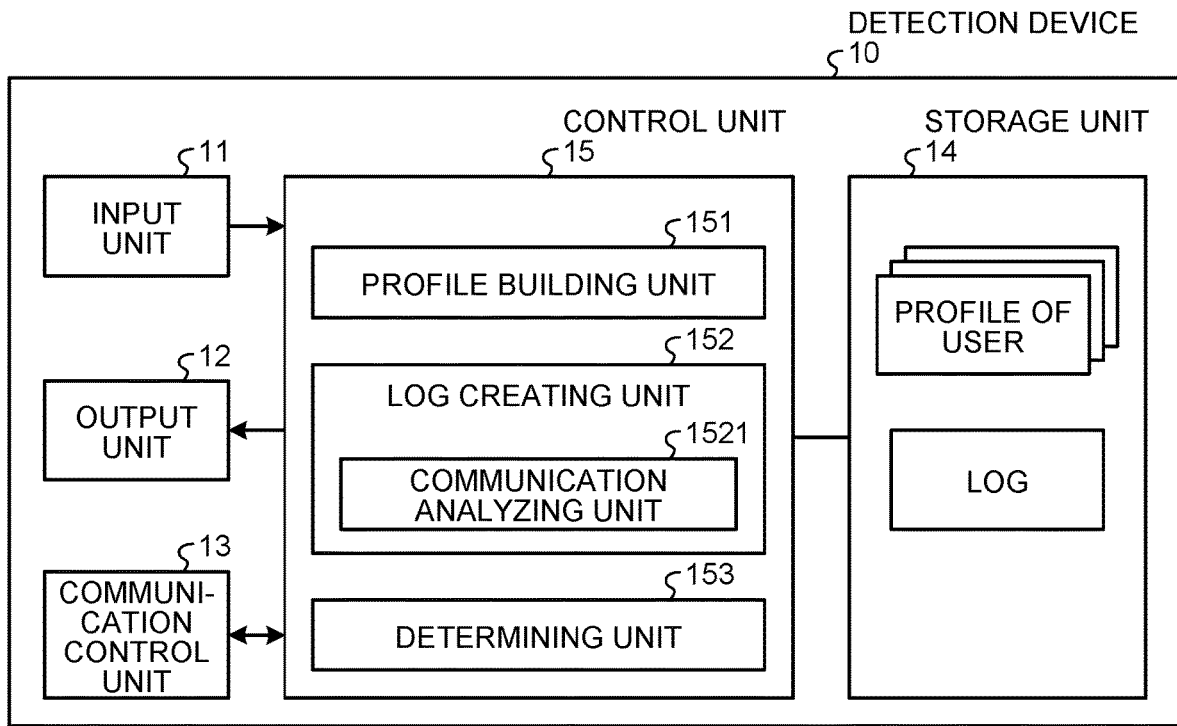 DETECTION DEVICE
10
CONTROL UNIT
15
STORAGE UNIT
14
11
INPUT
UNIT
151
PROFILE BUILDING UNIT
PROFILE OF
USER
12
OUTPUT
UNIT
152
LOG CREATING UNIT
1521
COMMUNICATION
ANALYZING UNIT
LOG
13
COMMUNI-
CATION
CONTROL
UNIT
153
DETERMINING UNIT